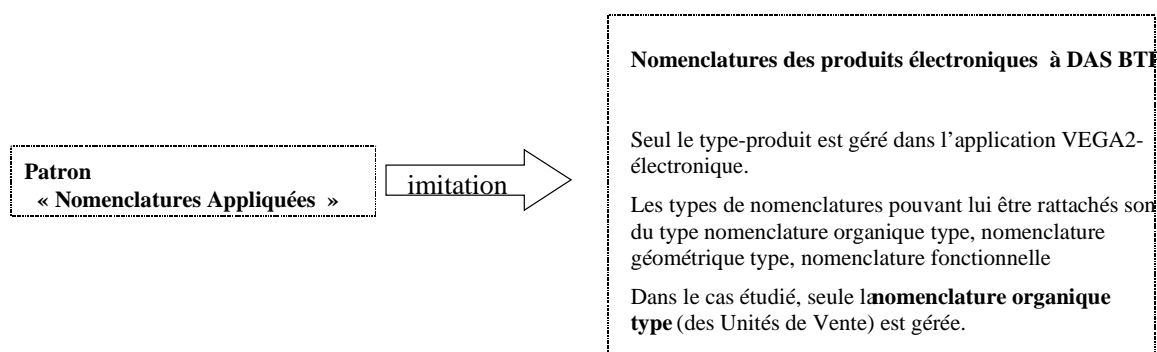 Patron
« Nomenclatures Appliquées »
imitation
Nomenclatures des produits électroniques à DAS BTP
Seul le type-produit est géré dans l'application VEGA2-
électronique.
Les types de nomenclatures pouvant lui être rattachés son
du type nomenclature organique type, nomenclature
géométrique type, nomenclature fonctionnelle
Dans le cas étudié, seule la nomenclature organique
type (des Unités de Vente) est gérée.